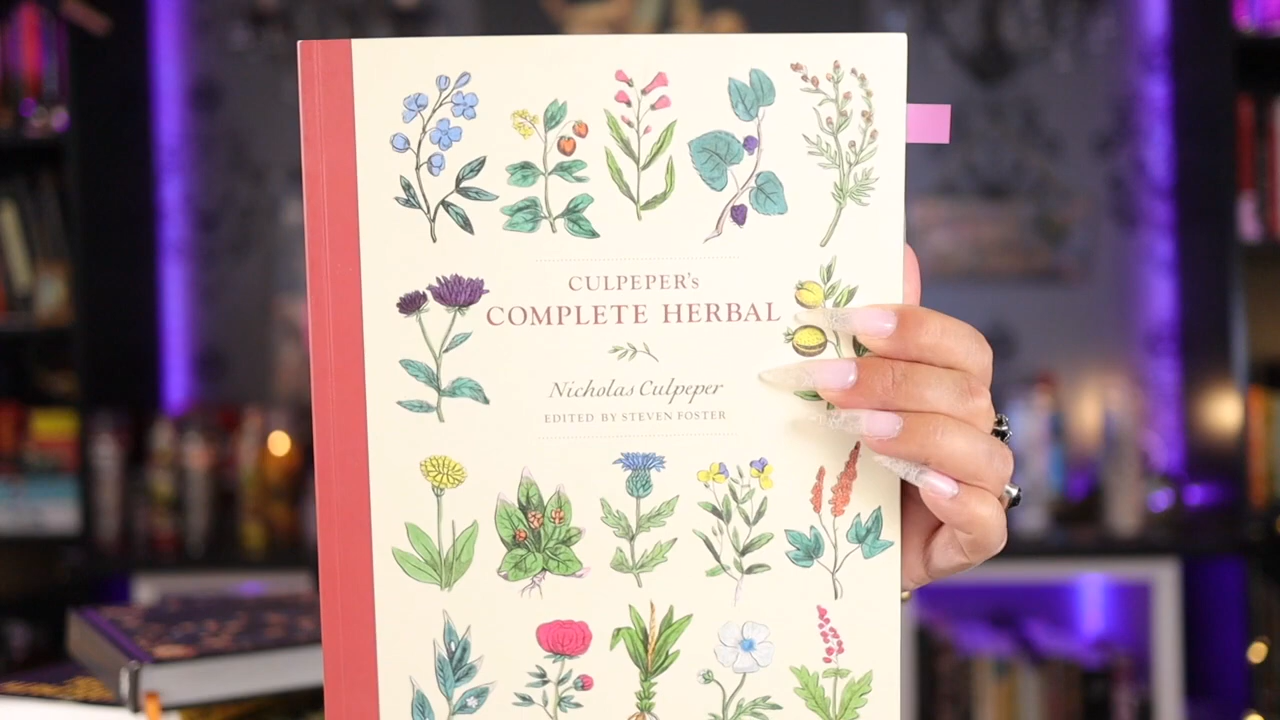 CULPEPER's
COMPLETE HERBAL
Nicholas Culpeper
EDITED BY STEVEN FOSTER